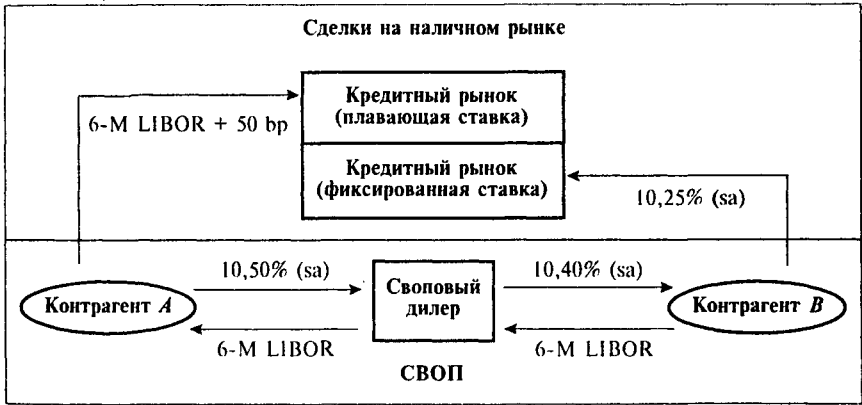 Сделки на наличном рынке
Кредитный рынок
(плавающая ставка)
6-M LIBOR + 50 bp
Кредитный рынок
(фиксированная ставка)
10,25% (sa)
10,50% (sa)
10,40% (sa)
Контрагент A
Своповый
дилер
Контрагент B
6-M LIBOR
6-M LIBOR
СВОП